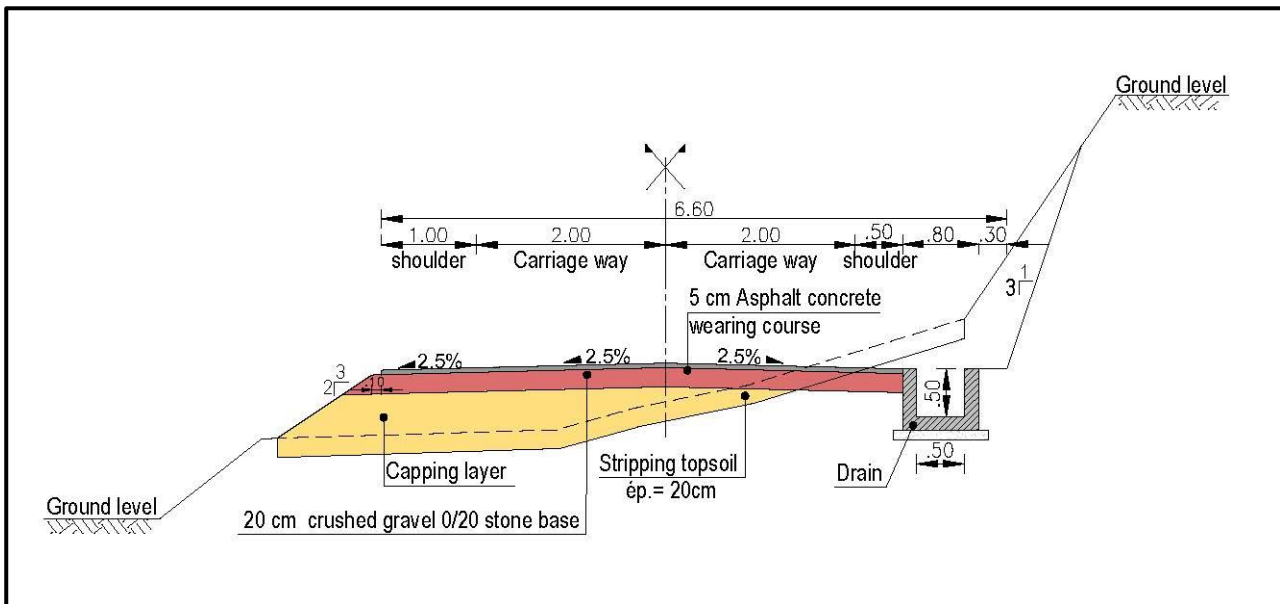 Ground level
6.60
1.00 2.00 2.00 .50 .80 .30
shoulder Carriage way Carriage way shoulder
1
3
5 cm Asphalt concrete
wearing course
2.5% 2.5% 2.5%
3
2
.10
.50
Capping layer
Stripping topsoil
ép.= 20cm
Drain
.50
Ground level
20 cm crushed gravel 0/20 stone base